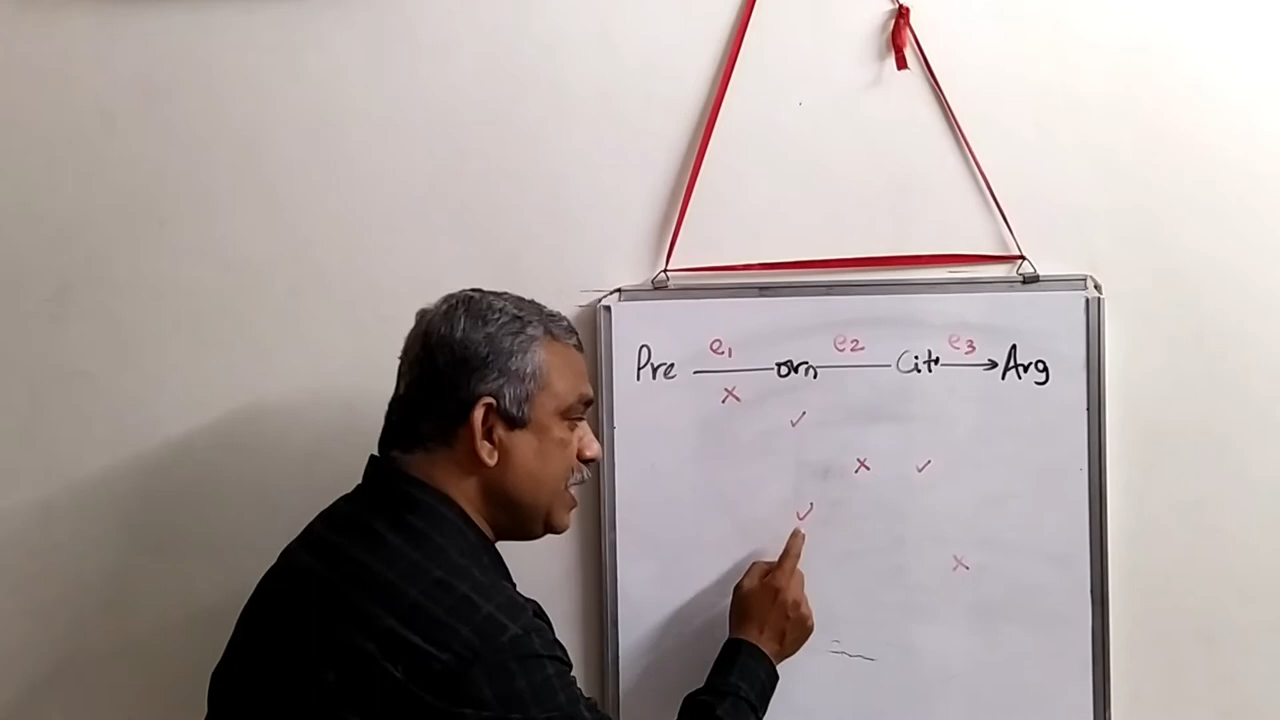 e1 e2 e3
Pre orn Cit Arg
x
✓
x ✓
✓
x